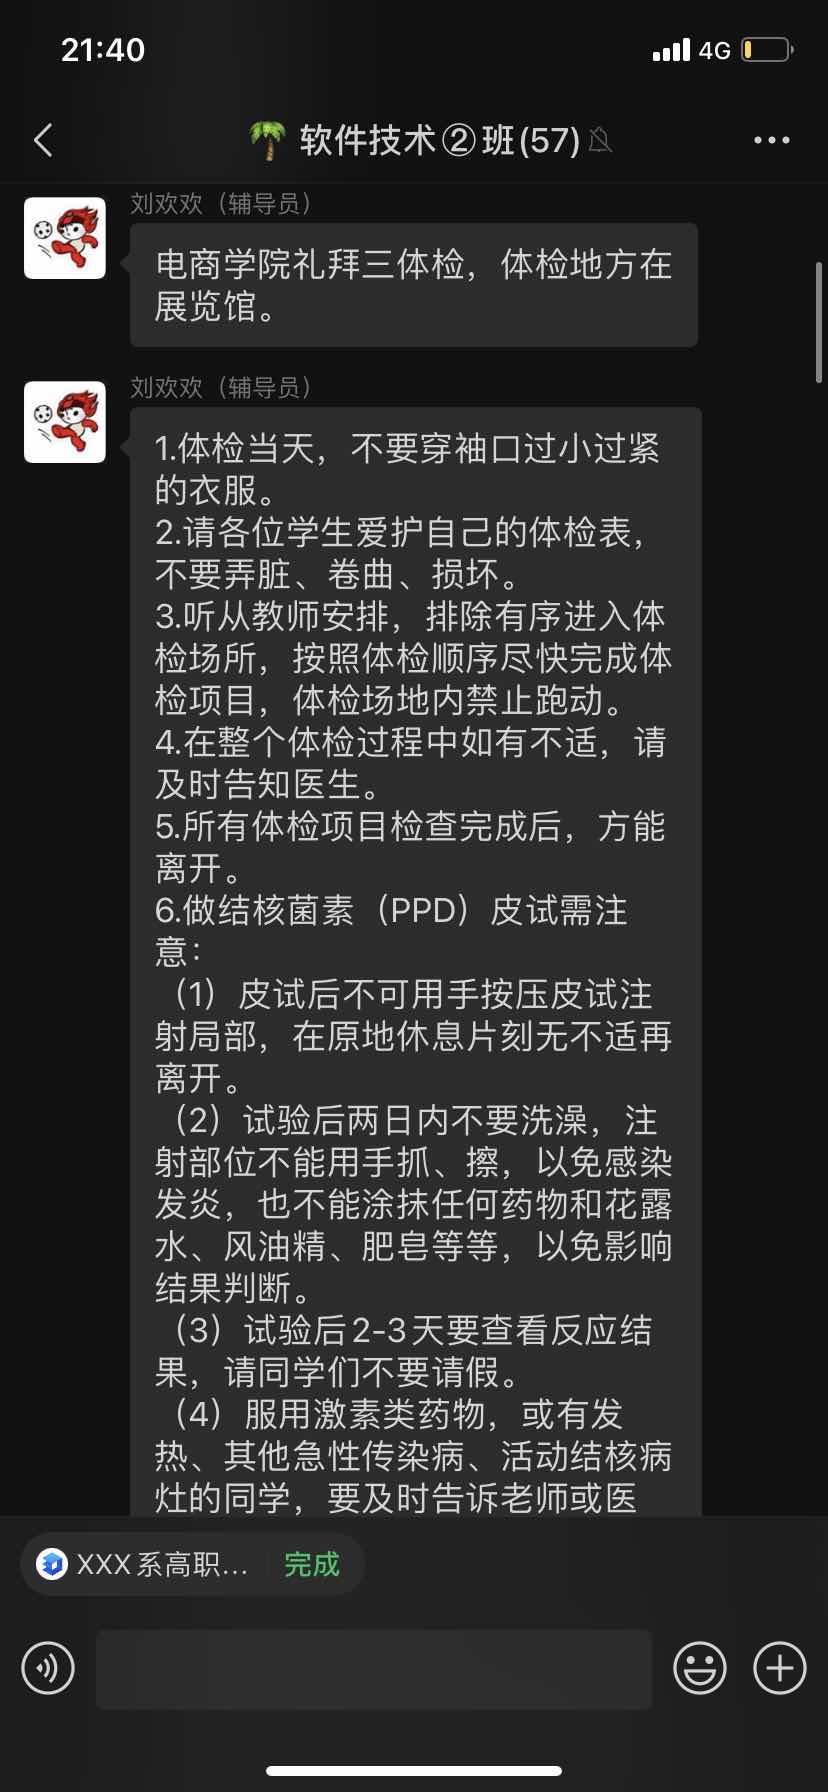 21:40
4G
🌴 软件技术②班(57)
刘欢欢（辅导员）
电商学院礼拜三体检，体检地方在
展览馆。
刘欢欢（辅导员）
1.体检当天，不要穿袖口过小过紧
的衣服。
2.请各位学生爱护自己的体检表，
不要弄脏、卷曲、损坏。
3.听从教师安排，排除有序进入体
检场所，按照体检顺序尽快完成体
检项目，体检场地内禁止跑动。
4.在整个体检过程中如有不适，请
及时告知医生。
5.所有体检项目检查完成后，方能
离开。
6.做结核菌素（PPD）皮试需注
意：
（1）皮试后不可用手按压皮试注
射局部，在原地休息片刻无不适再
离开。
（2）试验后两日内不要洗澡，注
射部位不能用手抓、擦，以免感染
发炎，也不能涂抹任何药物和花露
水、风油精、肥皂等等，以免影响
结果判断。
（3）试验后2-3天要查看反应结
果，请同学们不要请假。
（4）服用激素类药物，或有发
热、其他急性传染病、活动结核病
灶的同学，要及时告诉老师或医
XXX系高职... 完成